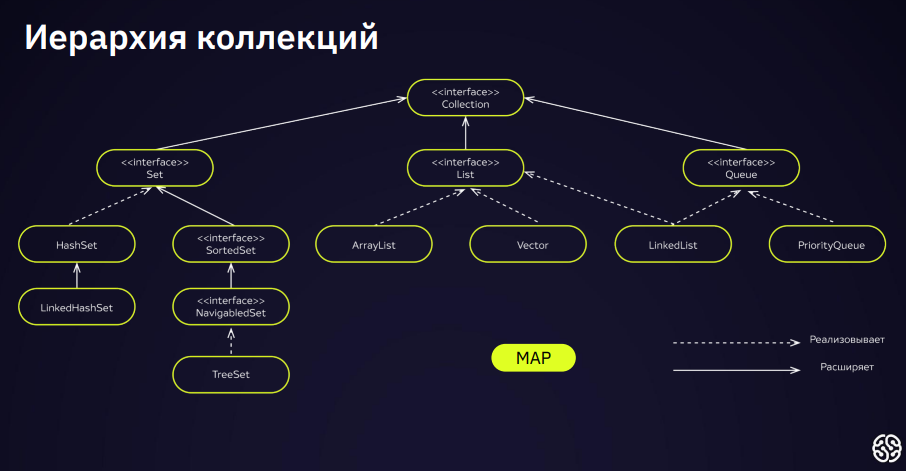 Иерархия коллекций
<<interface>>
Collection
<<interface>>
Set
<<interface>>
List
<<interface>>
Queue
HashSet
<<interface>>
SortedSet
ArrayList
Vector
LinkedList
PriorityQueue
LinkedHashSet
<<interface>>
NavigabledSet
TreeSet
MAP
Реализовывает
Расширяет